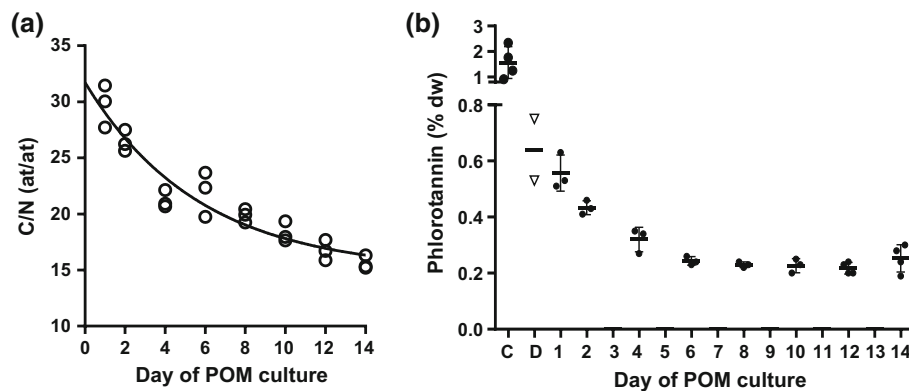 (a)
35
30
25
20
15
10
C/N (at/at)
0 2 4 6 8 10 12 14
Day of POM culture
(b)
3
2
1
0.8
0.6
0.4
0.2
0.0
Phlorotannin (% dw)
C D 1 2 3 4 5 6 7 8 9 10 11 12 13 14
Day of POM culture